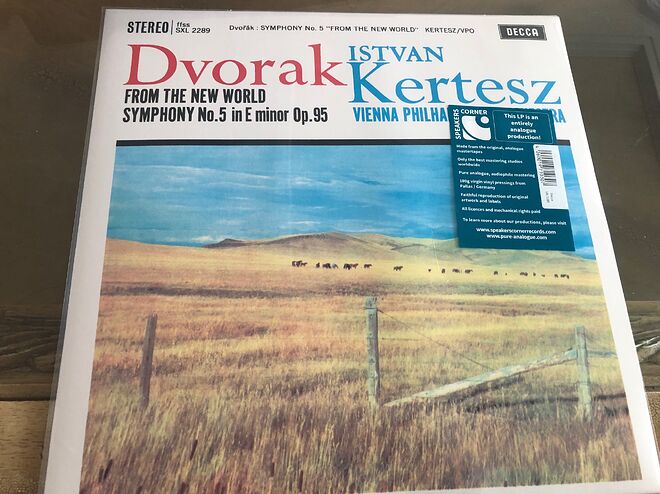 STEREO ffss
SXL 2289
Dvořák : SYMPHONY No. 5 "FROM THE NEW WORLD" KERTESZ/VPO
DECCA
Dvorak
ISTVAN
Kertesz
FROM THE NEW WORLD
SYMPHONY No.5 in E minor Op.95
VIENNA PHILHA
RA
SPEAKERS
CORNER
This LP is an
entirely
analogue
production!
Made from the original, analogue
mastertapes
Only the best mastering studios
worldwide
Pure analogue, audiophile mastering
180g virgin vinyl pressings from
Pallas / Germany
Faithful reproduction of original
artwork and labels
All licences and mechanical rights paid
To learn more about our productions, please visit
www.speakerscornerrecords.com
www.pure-analogue.com